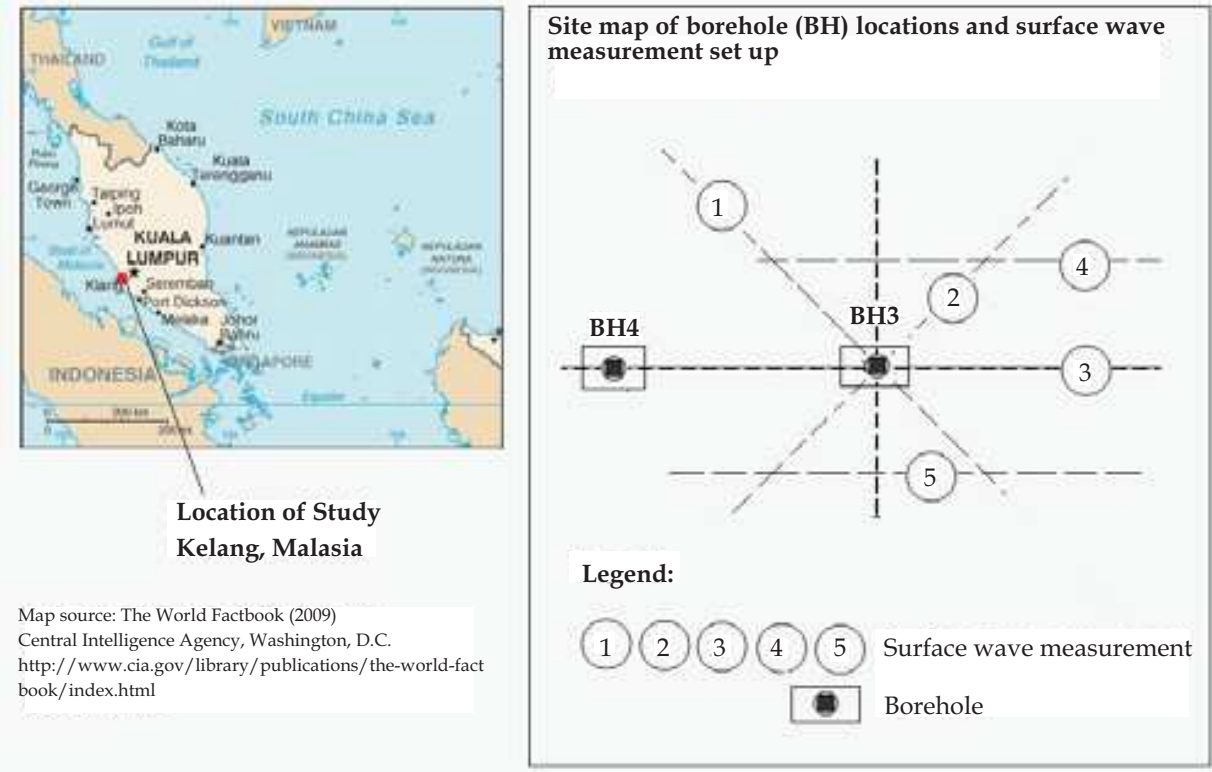 VIETNAM
Gulf of
Thailand
THAILAND
South China Sea
Kota
Baharu
Kuala
Terengganu
George
Town
Taiping
Ipoh
Lumut
KUALA
LUMPUR
Kuantan
Klang
Seremban
Port Dickson
Melaka
Johor
Bahru
SINGAPORE
INDONESIA
Equator
Location of Study
Kelang, Malasia
Map source: The World Factbook (2009)
Central Intelligence Agency, Washington, D.C.
http://www.cia.gov/library/publications/the-world-fact
book/index.html
Site map of borehole (BH) locations and surface wave
measurement set up
1
4
2
BH3
BH4
3
5
Legend:
1 2 3 4 5 Surface wave measurement
Borehole